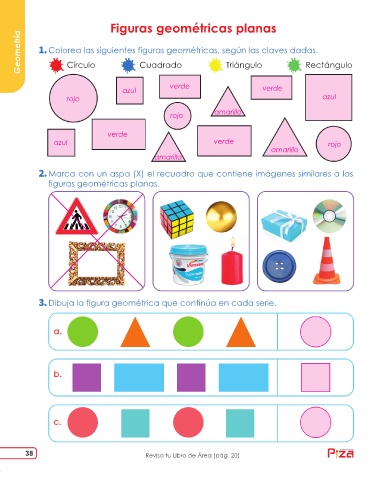 Geometría
Figuras geométricas planas
1. Colorea las siguientes figuras geométricas, según las claves dadas.
Círculo Cuadrado Triángulo Rectángulo
rojo
azul
verde
verde
azul
rojo
amarillo
azul
verde
amarillo
verde
amarillo
rojo
2. Marca con un aspa (X) el recuadro que contiene imágenes similares a las
figuras geométricas planas.
3. Dibuja la figura geométrica que continúa en cada serie.
a.
b.
c.
38
Revisa tu Libro de Área (pág. 20)